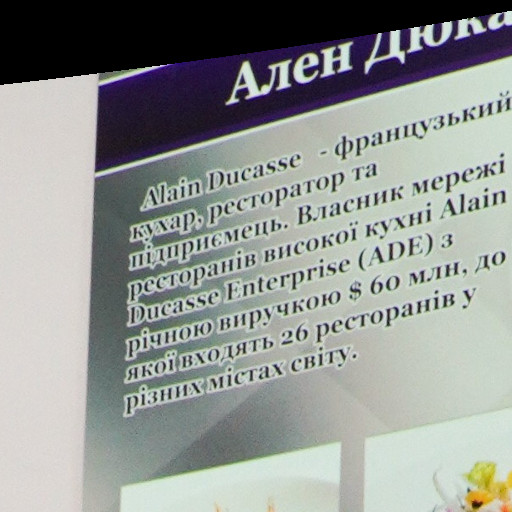 Ален Дюка
Alain Ducasse - французький
кухар, ресторатор та
підприємець. Власник мережі
ресторанів високої кухні Alain
Ducasse Enterprise (ADE) з
річною виручкою $ 60 млн, до
якої входять 26 ресторанів у
різних містах світу.